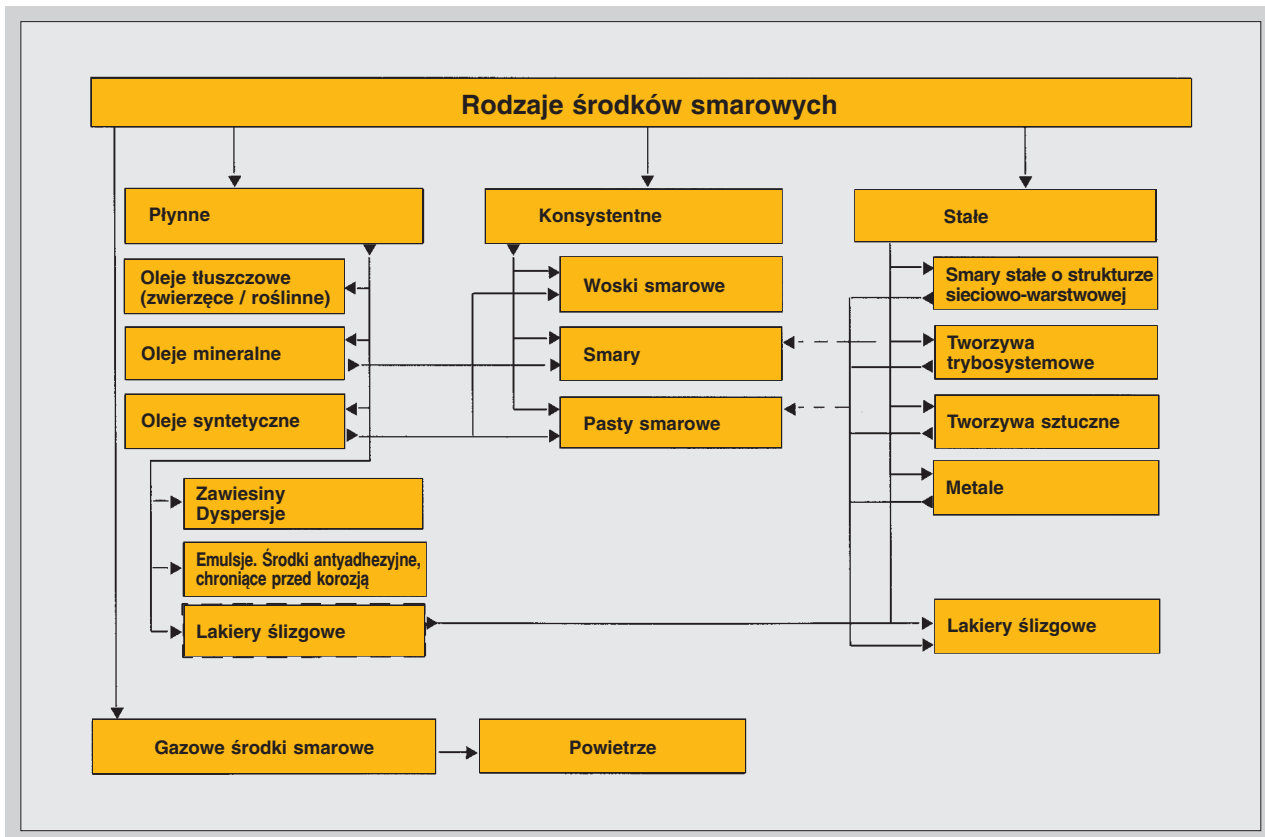 Rodzaje środków smarowych
Płynne
Oleje tłuszczowe
(zwierzęce / roślinne)
Oleje mineralne
Oleje syntetyczne
Zawiesiny
Dyspersje
Emulsje. Środki antyadhezyjne,
chroniące przed korozją
Lakiery ślizgowe
Konsystentne
Woski smarowe
Smary
Pasty smarowe
Stałe
Smary stałe o strukturze
sieciowo-warstwowej
Tworzywa
trybosystemowe
Tworzywa sztuczne
Metale
Lakiery ślizgowe
Gazowe środki smarowe
Powietrze